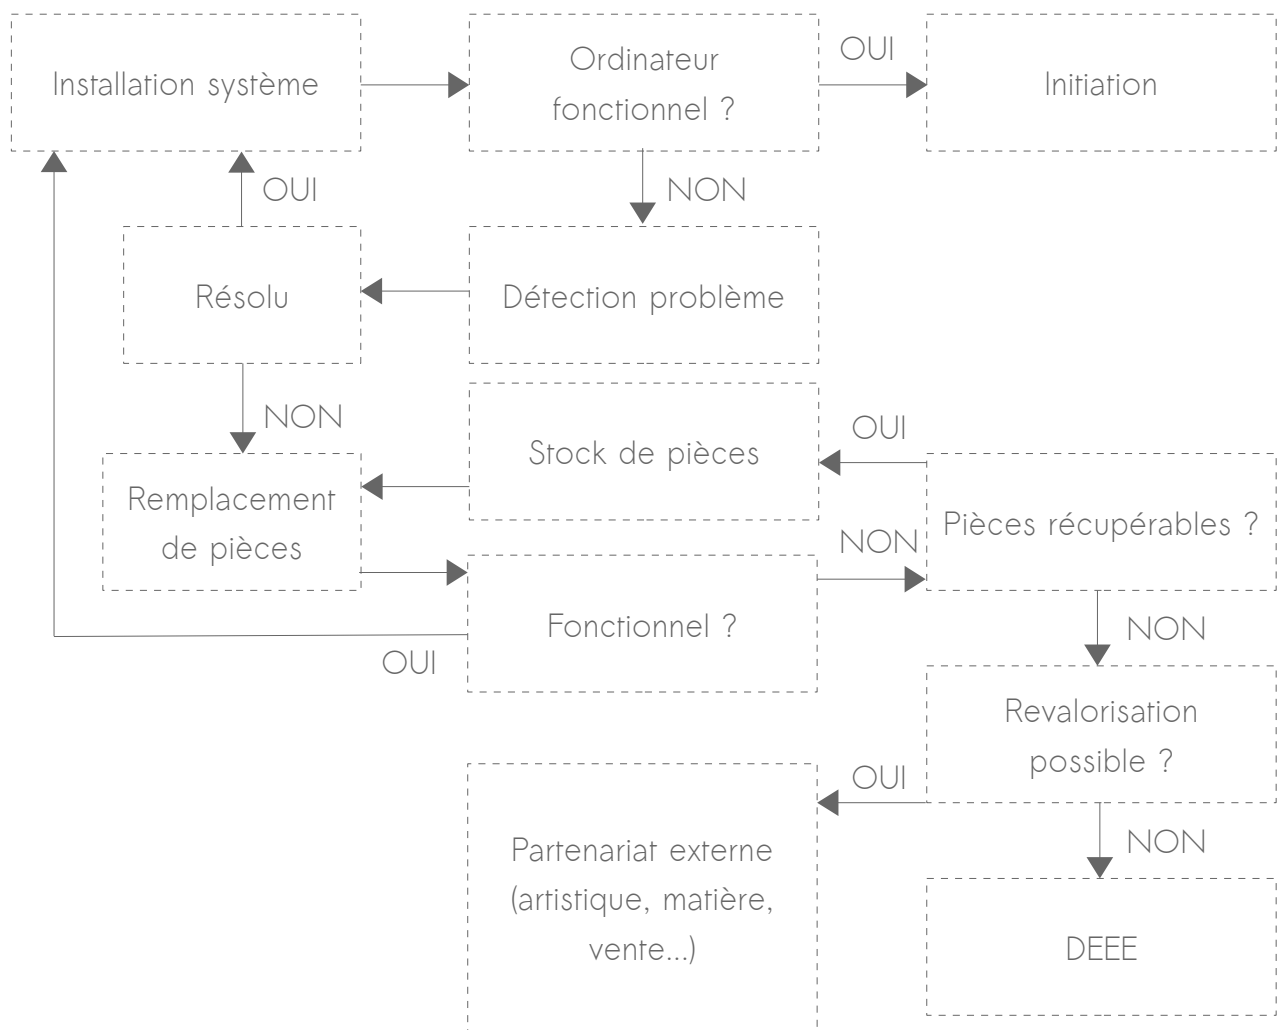 Installation système
Ordinateur
fonctionnel ?
OUI
Initiation
OUI
NON
Résolu
Détection problème
NON
Stock de pièces
OUI
Remplacement
de pièces
Pièces récupérables ?
NON
Fonctionnel ?
OUI
NON
Revalorisation
possible ?
OUI
NON
Partenariat externe
(artistique, matière,
vente...)
DEEE